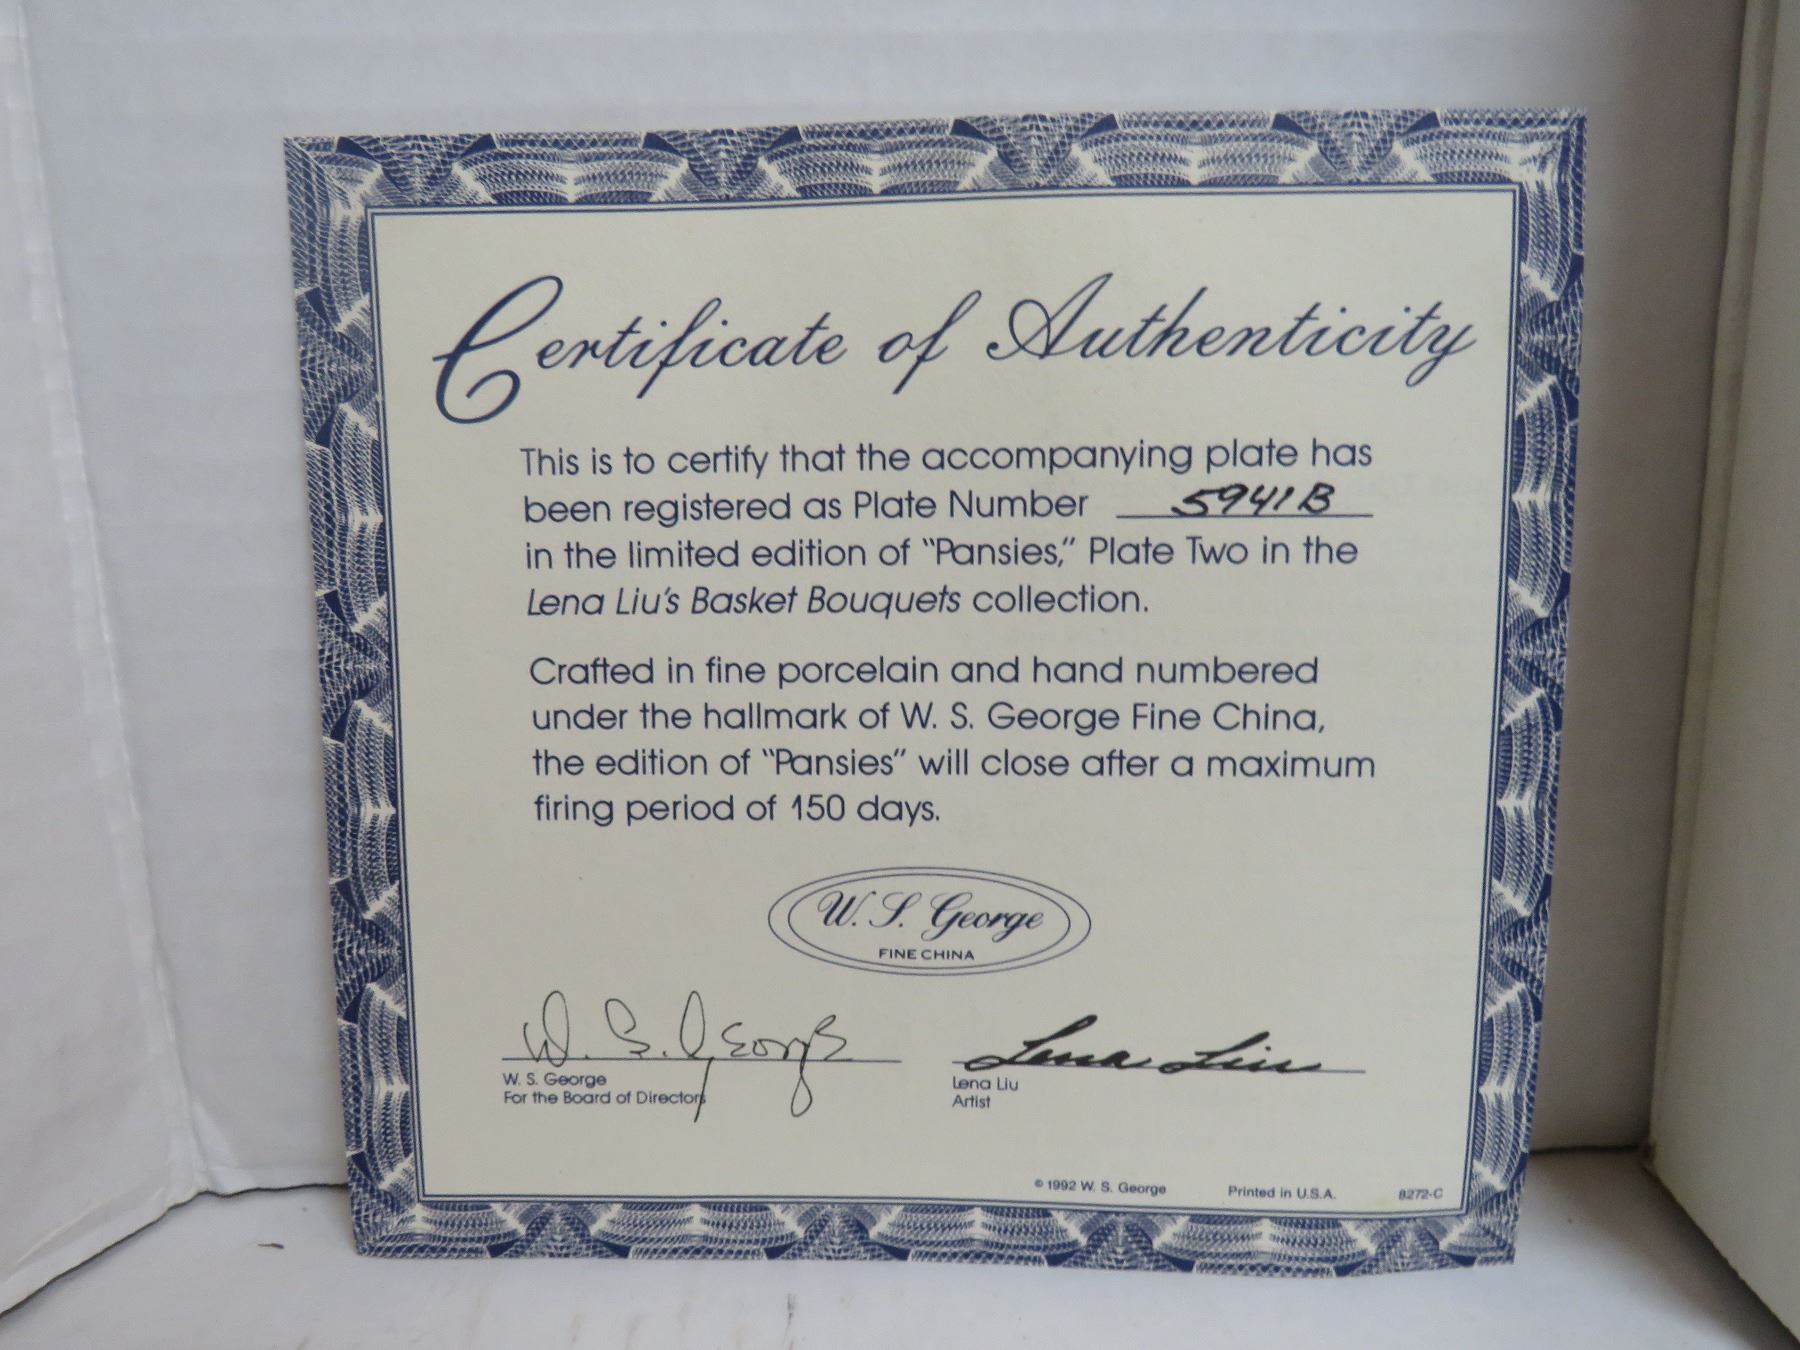 Certificate of Authenticity
This is to certify that the accompanying plate has
been registered as Plate Number 5941B
in the limited edition of "Pansies," Plate Two in the
Lena Liu's Basket Bouquets collection.
Crafted in fine porcelain and hand numbered
under the hallmark of W. S. George Fine China,
the edition of "Pansies" will close after a maximum
firing period of 150 days.
W. S. George
FINE CHINA
W. S. George
W. S. George
For the Board of Directors
Lena Liu
Lena Liu
Artist
© 1992 W. S. George Printed in U.S.A. 8272-C